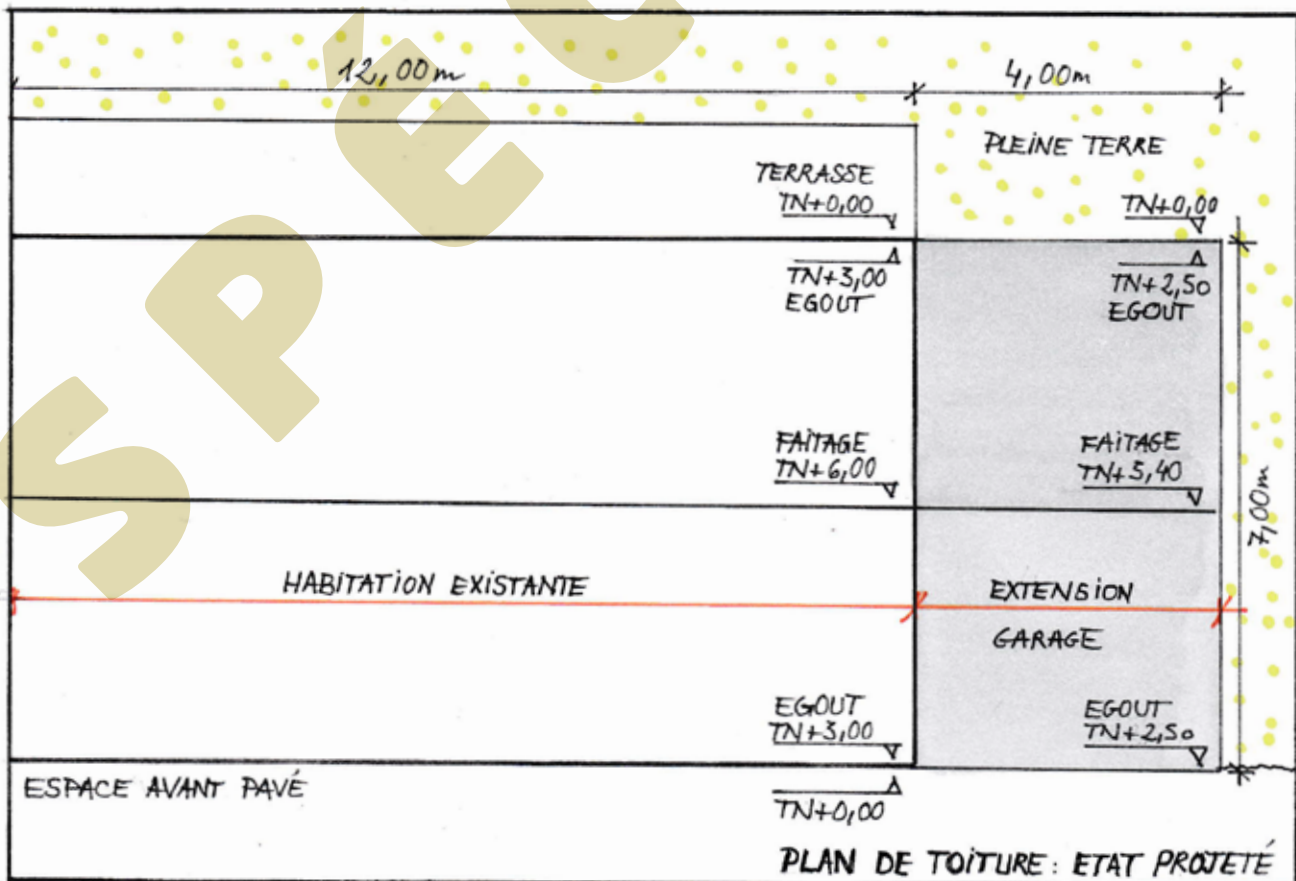 12,00m
4,00m
PLEINE TERRE
TERRASSE
TN+0,00
TN+0,00
TN+3,00
EGOUT
TN+2,50
EGOUT
FAITAGE
TN+6,00
FAITAGE
TN+5,40
7,00m
HABITATION EXISTANTE
EXTENSION
GARAGE
EGOUT
TN+3,00
EGOUT
TN+2,50
ESPACE AVANT PAVÉ
TN+0,00
PLAN DE TOITURE: ETAT PROJETÉ
SPÉC